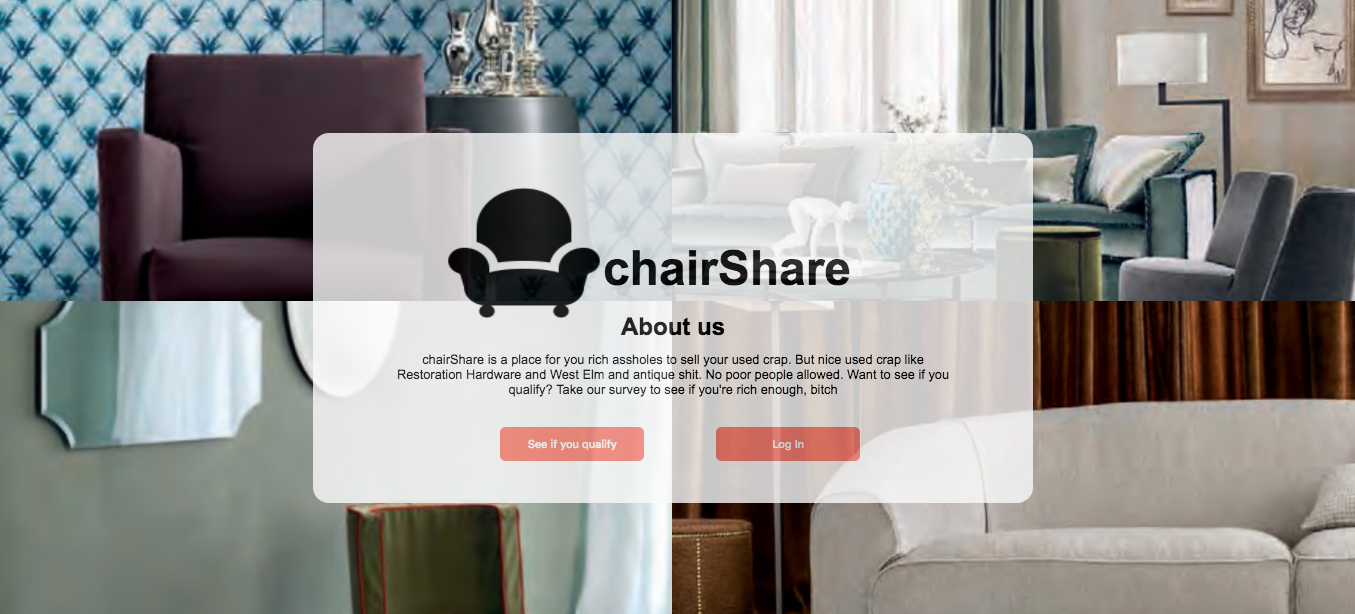 chairShare
About us
chairShare is a place for you rich assholes to sell your used crap. But nice used crap like
Restoration Hardware and West Elm and antique shit. No poor people allowed. Want to see if you
qualify? Take our survey to see if you're rich enough, bitch
See if you qualify
Log In